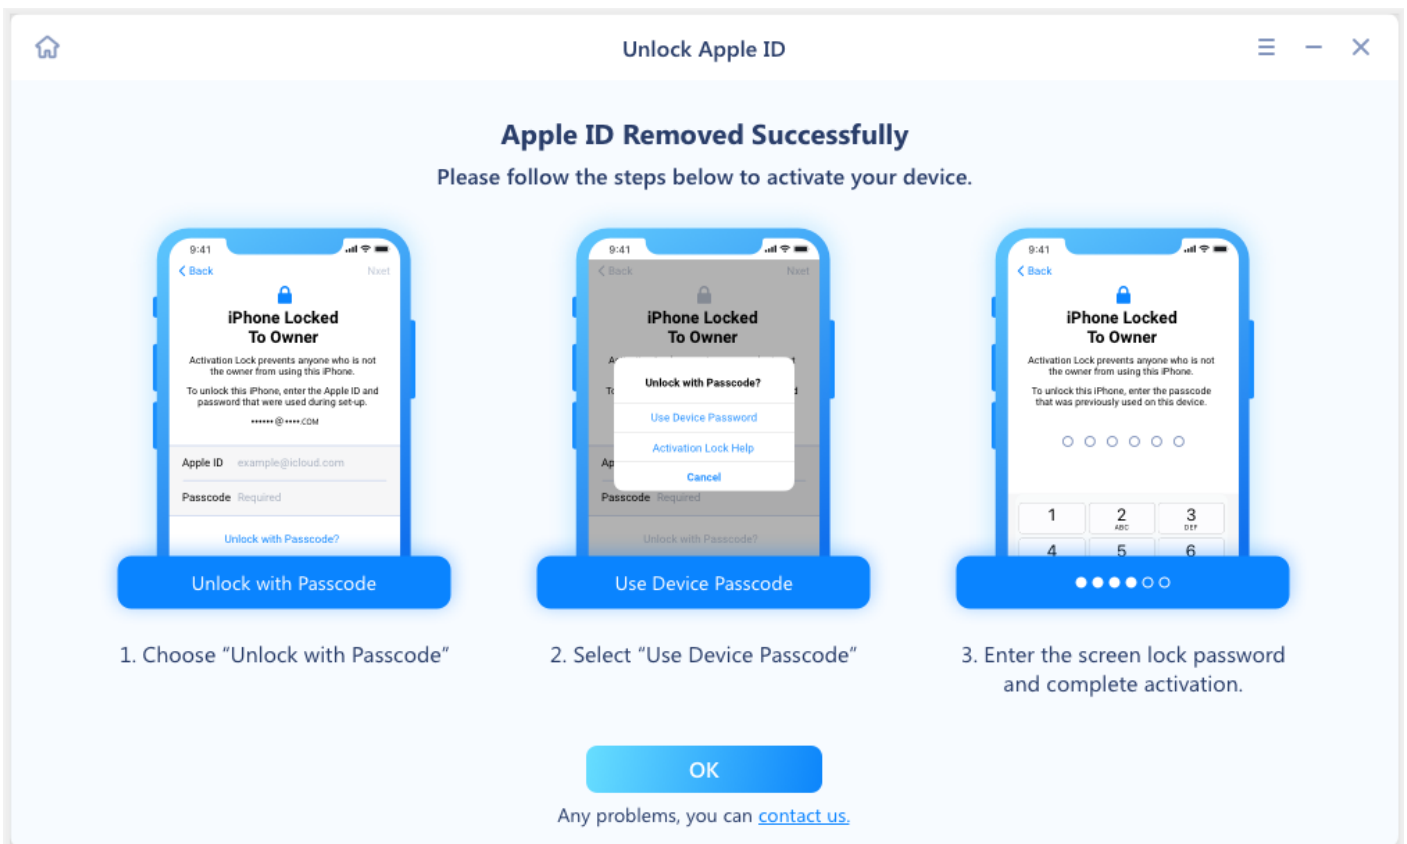 Unlock Apple ID
Apple ID Removed Successfully
Please follow the steps below to activate your device.
9:41
Back
Nxet
iPhone Locked
To Owner
Activation Lock prevents anyone who is not
the owner from using this iPhone.
To unlock this iPhone, enter the Apple ID and
password that were used during set-up.
•••••• @ ••••.COM
Apple ID example@icloud.com
Passcode Required
Unlock with Passcode?
Unlock with Passcode
1. Choose “Unlock with Passcode”
9:41
Back
Nxet
iPhone Locked
To Owner
Unlock with Passcode?
Use Device Password
Activation Lock Help
Cancel
Passcode Required
Unlock with Passcode?
Use Device Passcode
2. Select “Use Device Passcode”
9:41
Back
iPhone Locked
To Owner
Activation Lock prevents anyone who is not
the owner from using this iPhone.
To unlock this iPhone, enter the passcode
that was previously used on this device.
1 2 3
ABC DEF
4 5 6
3. Enter the screen lock password
and complete activation.
OK
Any problems, you can contact us.